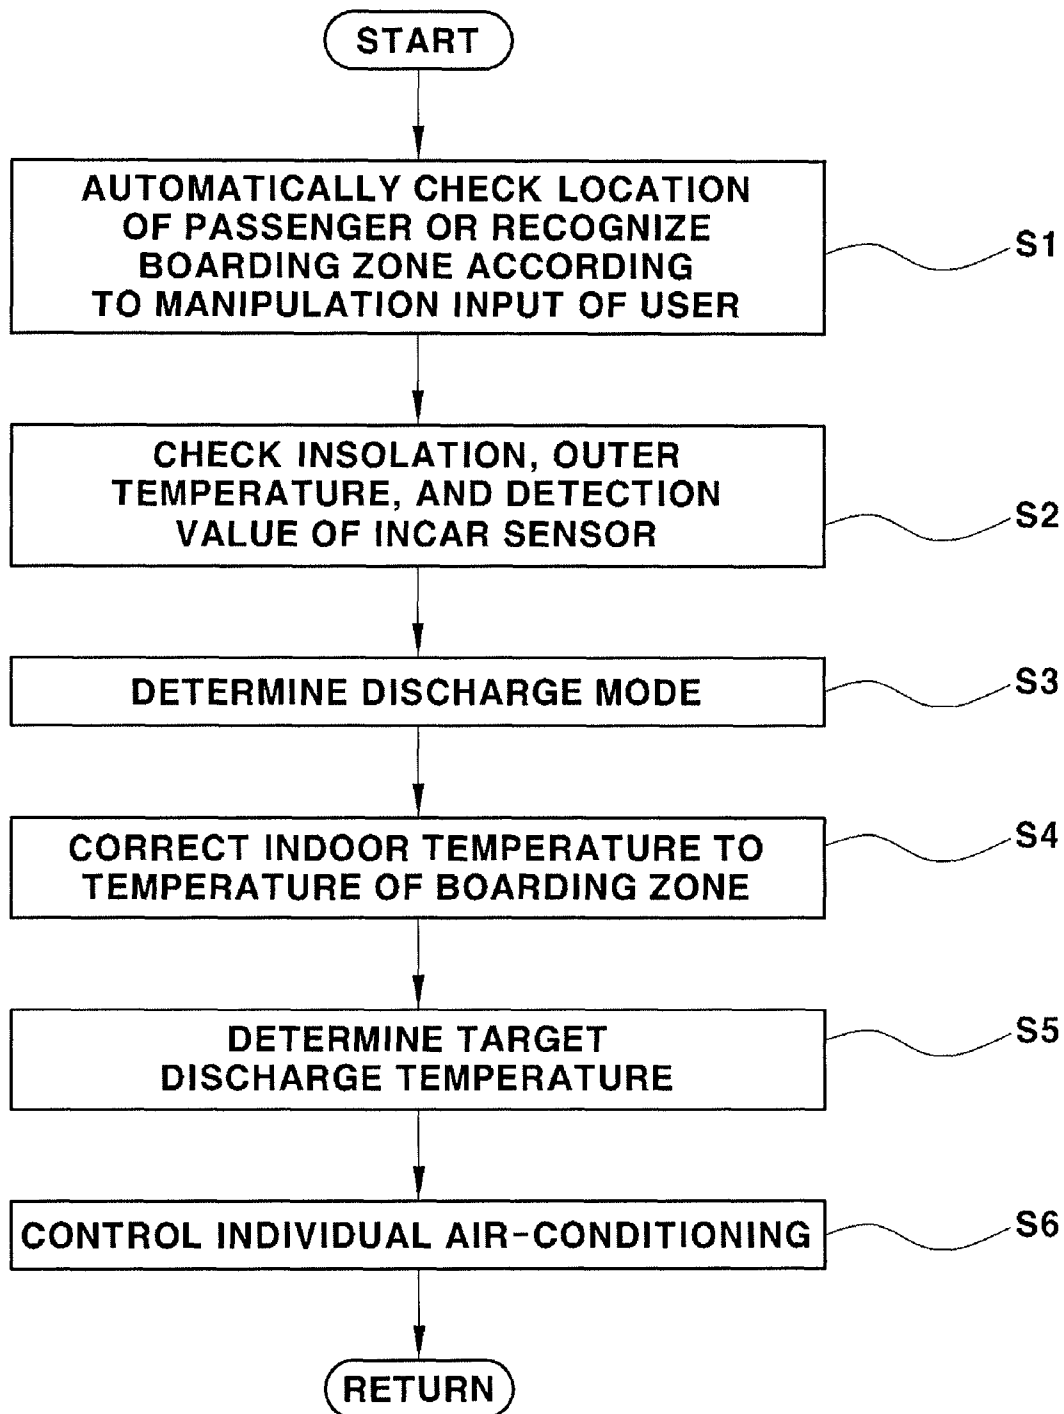 START
AUTOMATICALLY CHECK LOCATION
OF PASSENGER OR RECOGNIZE
BOARDING ZONE ACCORDING
TO MANIPULATION INPUT OF USER
S1
CHECK INSOLATION, OUTER
TEMPERATURE, AND DETECTION
VALUE OF INCAR SENSOR
S2
DETERMINE DISCHARGE MODE
S3
CORRECT INDOOR TEMPERATURE TO
TEMPERATURE OF BOARDING ZONE
S4
DETERMINE TARGET
DISCHARGE TEMPERATURE
S5
CONTROL INDIVIDUAL AIR-CONDITIONING
S6
RETURN